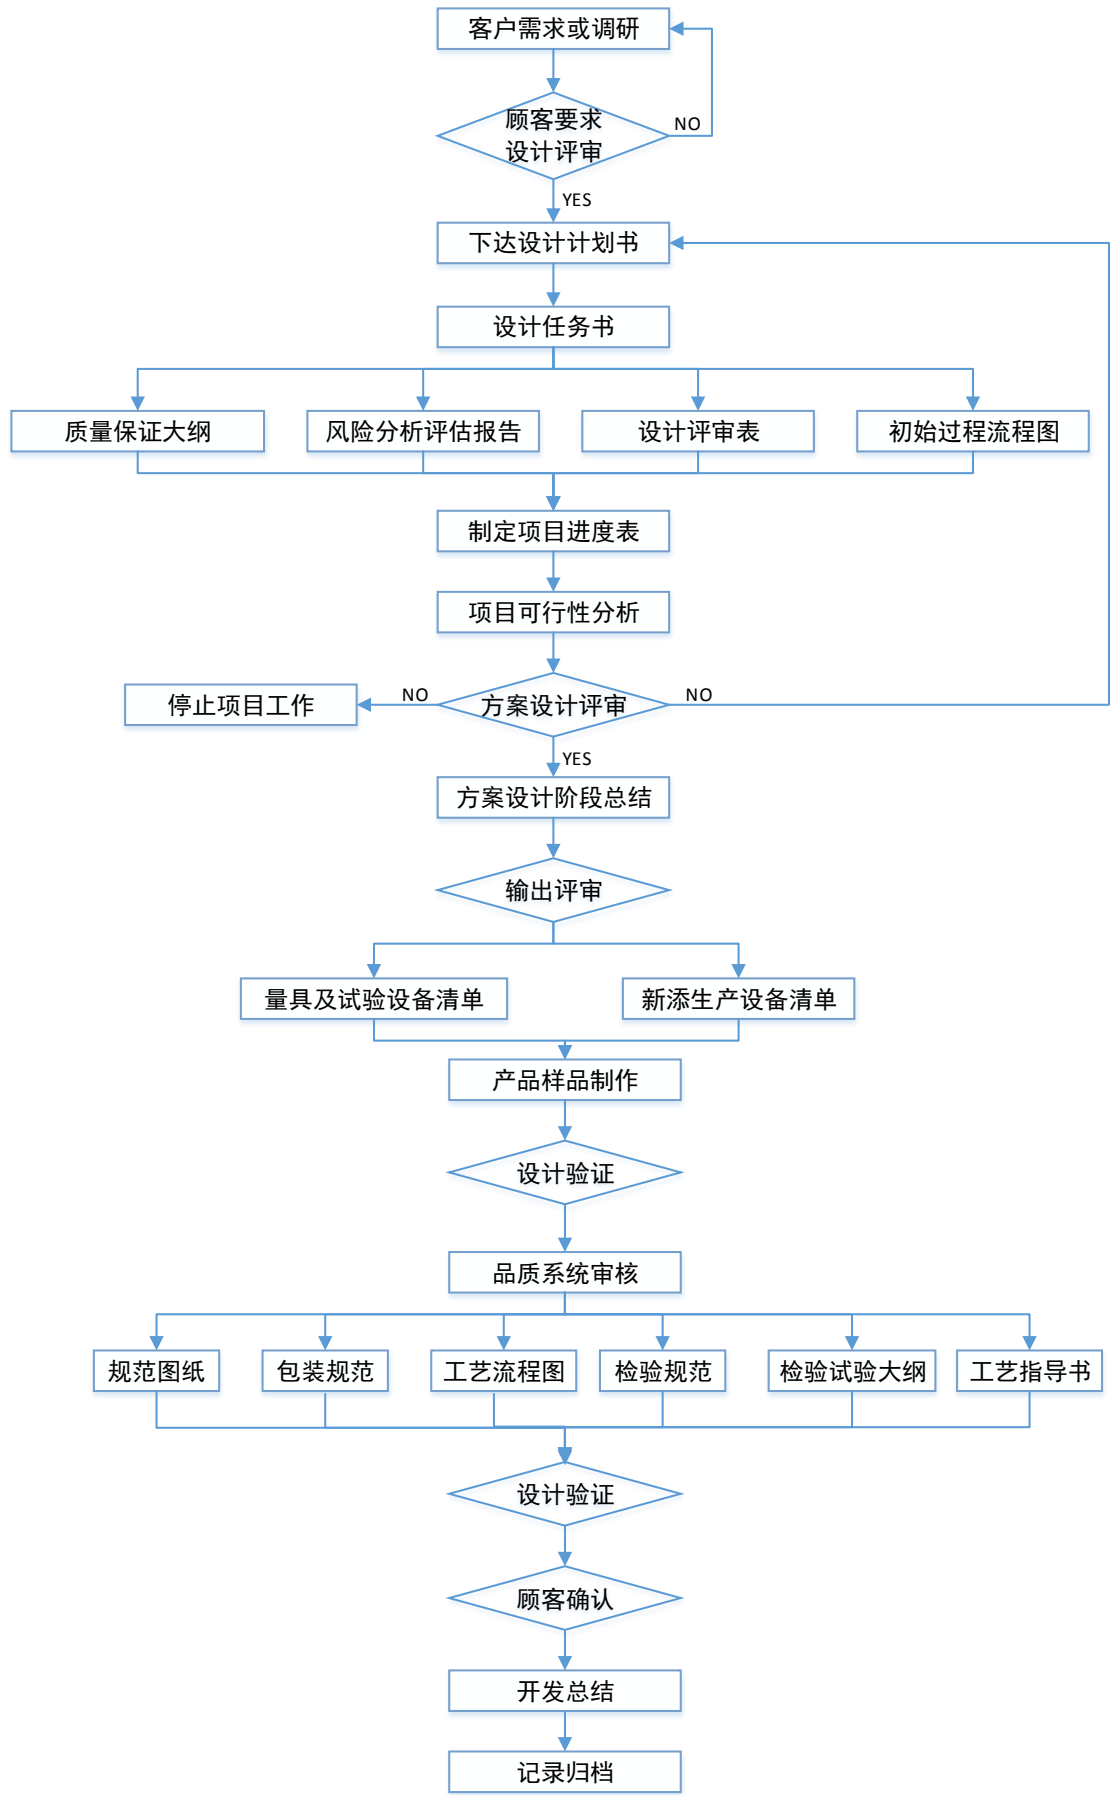 客户需求或调研
顾客要求
设计评审
NO
YES
下达设计计划书
设计任务书
质量保证大纲
风险分析评估报告
设计评审表
初始过程流程图
制定项目进度表
项目可行性分析
停止项目工作
NO
方案设计评审
NO
YES
方案设计阶段总结
输出评审
量具及试验设备清单
新添生产设备清单
产品样品制作
设计验证
品质系统审核
规范图纸
包装规范
工艺流程图
检验规范
检验试验大纲
工艺指导书
设计验证
顾客确认
开发总结
记录归档